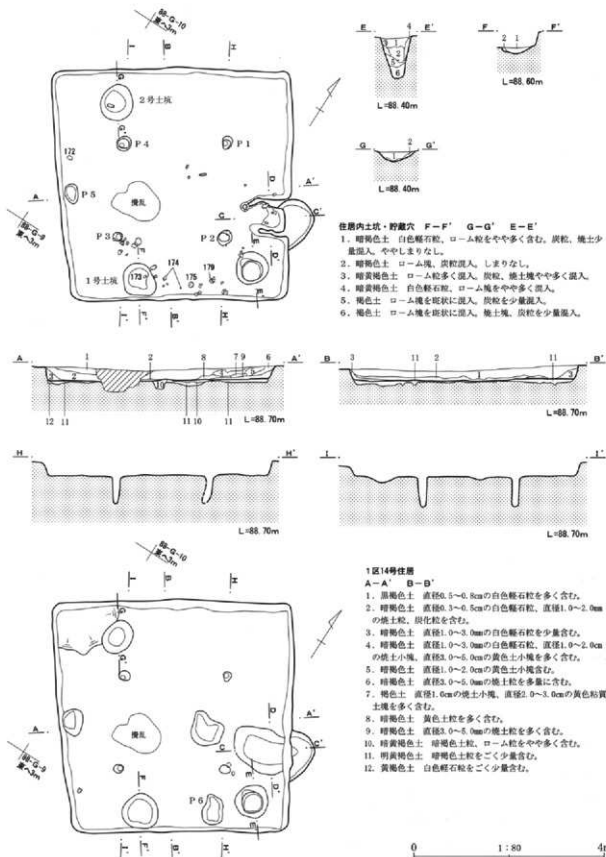 88-G-10
東へ3m
I
B
H
G
2号土坑
P4
P1
172
P5
A
撹乱
D
A'
C
C'
88-G-9
東へ3m
P3
E
174
P2
173
175
179
1号土坑
I'
F'
B'
H'
E 4 E'
3 1
2
5
6
L=88.40m
F F'
2 1
L=88.60m
G 2 G'
1
L=88.40m
住居内土坑・貯蔵穴 F-F' G-G' E-E'
1. 暗褐色土 白色軽石粒、ローム粒をやや多く含む。炭粒、焼土少
量混入。ややしまりなし。
2. 暗褐色土 ローム塊、炭粒混入。しまりなし。
3. 暗黄褐色土 ローム粒多く混入。炭粒、焼土塊やや多く混入。
4. 暗黄褐色土 白色軽石粒、ローム粒をやや多く混入。
5. 褐色土 ローム塊を斑状に混入。炭粒を少量混入。
6. 褐色土 ローム塊を斑状に混入。焼土塊、炭粒を少量混入。
A 1 2 8 7 9 6 A'
2
12 11 11 10 11
L=88.70m
B 3 11 2 11 B'
1 3
L=88.70m
H H'
L=88.70m
I I'
L=88.70m
88-G-10
東へ3m
I
B
H
G
A
撹乱
D
A'
C
C'
88-G-9
東へ3m
F
E
P6
I'
F'
B'
H'
1区14号住居
A-A' B-B'
1. 黒褐色土 直径0.5～0.8cmの白色軽石粒を多く含む。
2. 暗褐色土 直径0.3～0.5cmの白色軽石粒、直径1.0～2.0mm
の焼土粒、炭化粒を含む。
3. 暗褐色土 直径1.0～3.0mmの白色軽石粒を少量含む。
4. 暗褐色土 直径1.0～3.0mmの白色軽石粒、直径1.0～2.0cm
の焼土小塊、直径3.0～5.0cmの黄色土小塊を多く含む。
5. 暗褐色土 直径1.0～2.0cmの黄色土小塊含む。
6. 暗褐色土 直径3.0～5.0mmの焼土粒を多量に含む。
7. 褐色土 直径1.0cmの焼土小塊、直径2.0～3.0cmの黄色粘質
土塊を多く含む。
8. 暗褐色土 黄色土粒を多く含む。
9. 暗褐色土 直径3.0～5.0mmの焼土粒を多く含む。
10. 暗黄褐色土 暗褐色土粒、ローム粒をやや多く含む。
11. 明黄褐色土 暗褐色土粒をごく少量含む。
12. 黄褐色土 白色軽石粒をごく少量含む。
0 1:80 4m